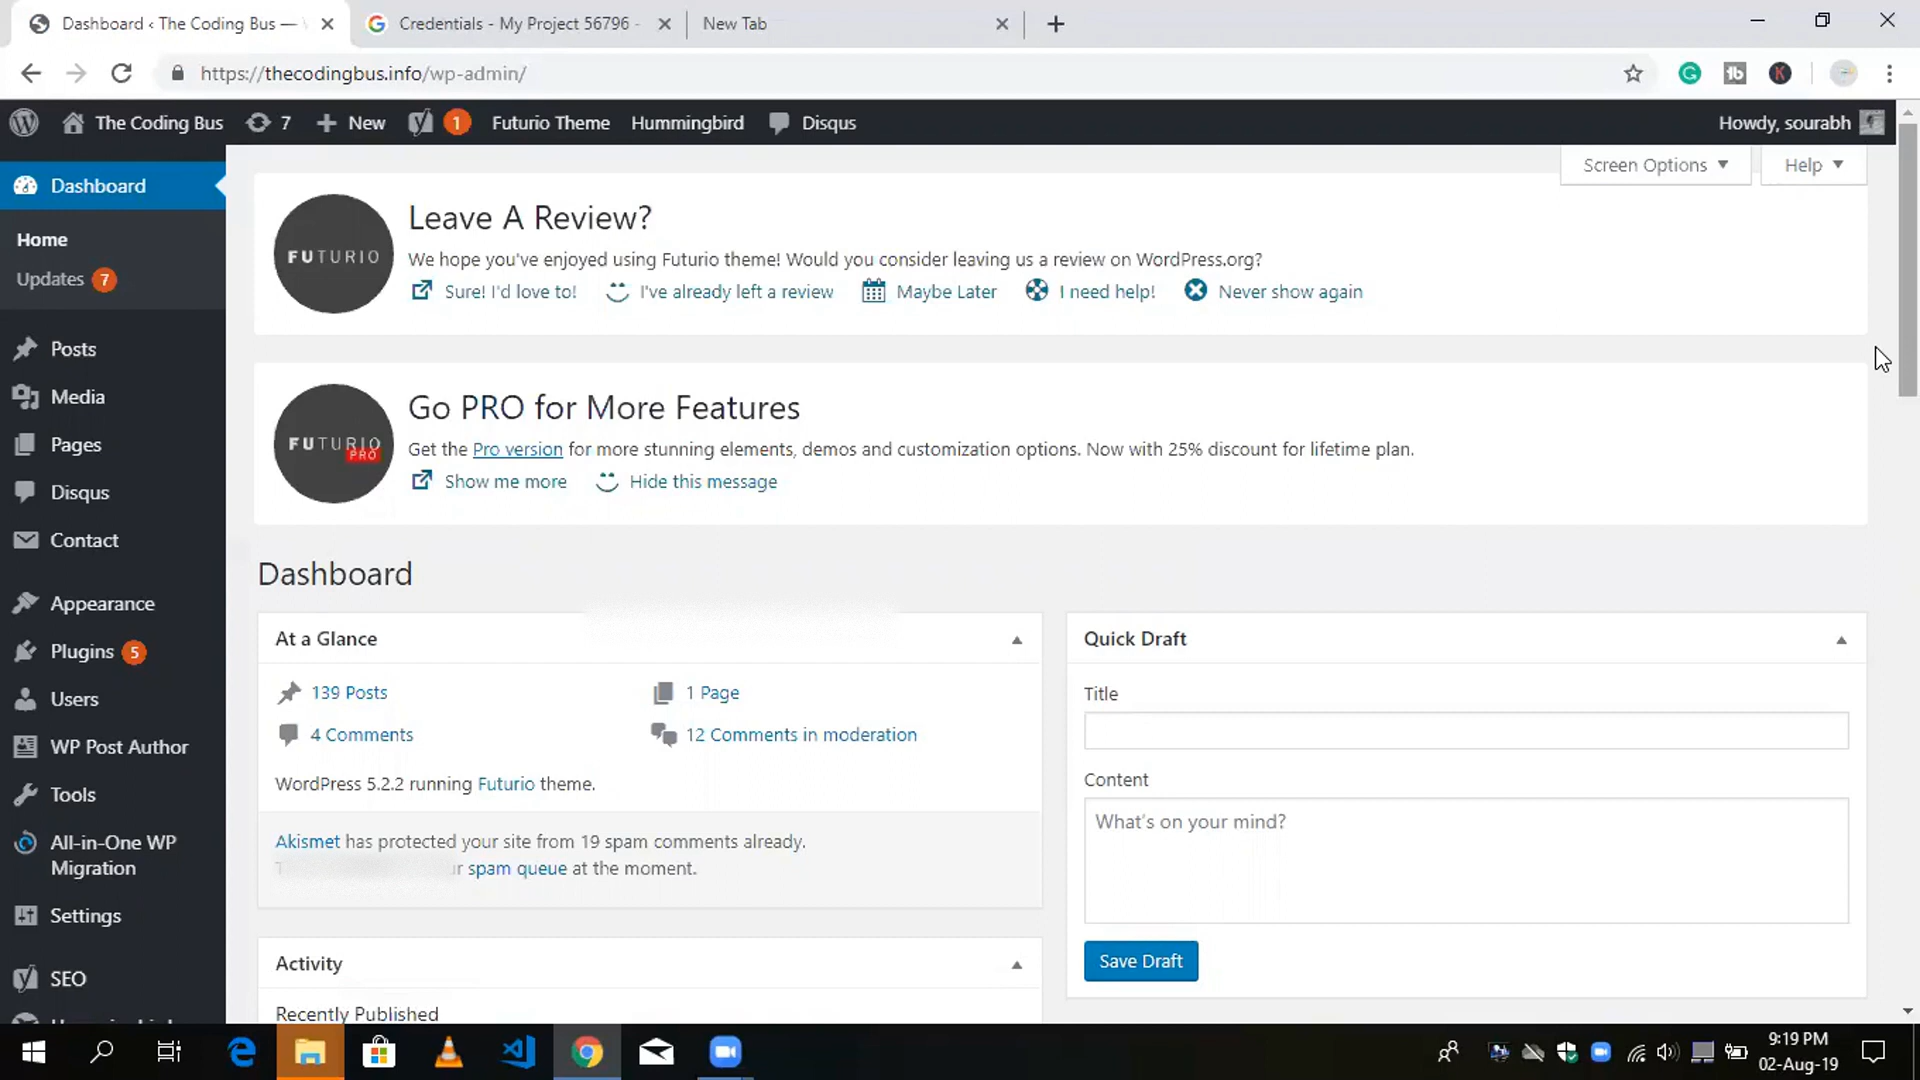 Dashboard ‹ The Coding Bus —
Credentials - My Project 56796 -
New Tab
https://thecodingbus.info/wp-admin/
The Coding Bus
7
New
1
Futurio Theme
Hummingbird
Disqus
Howdy, sourabh
Dashboard
Home
Updates 7
Posts
Media
Pages
Disqus
Contact
Appearance
Plugins 5
Users
WP Post Author
Tools
All-in-One WP
Migration
Settings
SEO
Screen Options
Help
FUTURIO
Leave A Review?
We hope you've enjoyed using Futurio theme! Would you consider leaving us a review on WordPress.org?
Sure! I'd love to!
I've already left a review
Maybe Later
I need help!
Never show again
FUTURIO
PRO
Go PRO for More Features
Get the Pro version for more stunning elements, demos and customization options. Now with 25% discount for lifetime plan.
Show me more
Hide this message
Dashboard
At a Glance
139 Posts
1 Page
4 Comments
12 Comments in moderation
WordPress 5.2.2 running Futurio theme.
Akismet has protected your site from 19 spam comments already.
spam queue at the moment.
Activity
Recently Published
Quick Draft
Title
Content
What's on your mind?
Save Draft
9:19 PM
02-Aug-19